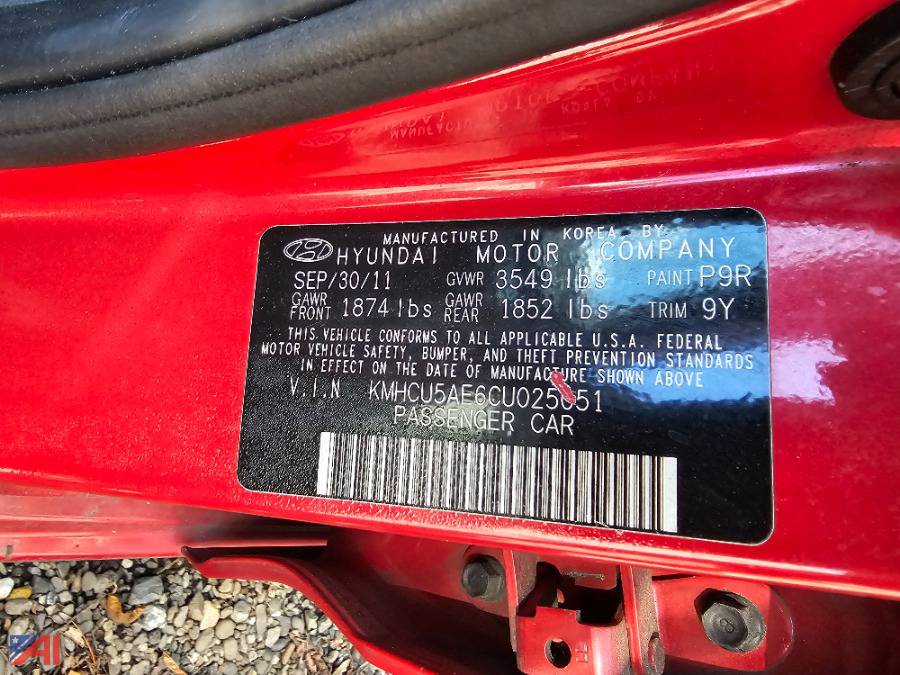 MANUFACTURED IN KOREA BY
HYUNDAI MOTOR COMPANY
SEP/30/11 GVWR 3549 lbs PAINT P9R
GAWR FRONT 1874 lbs GAWR REAR 1852 lbs TRIM 9Y
THIS VEHICLE CONFORMS TO ALL APPLICABLE U.S.A. FEDERAL
MOTOR VEHICLE SAFETY, BUMPER, AND THEFT PREVENTION STANDARDS
IN EFFECT ON THE DATE OF MANUFACTURE SHOWN ABOVE
V.I.N KMHCU5AE6CU025051
PASSENGER CAR
8
AI